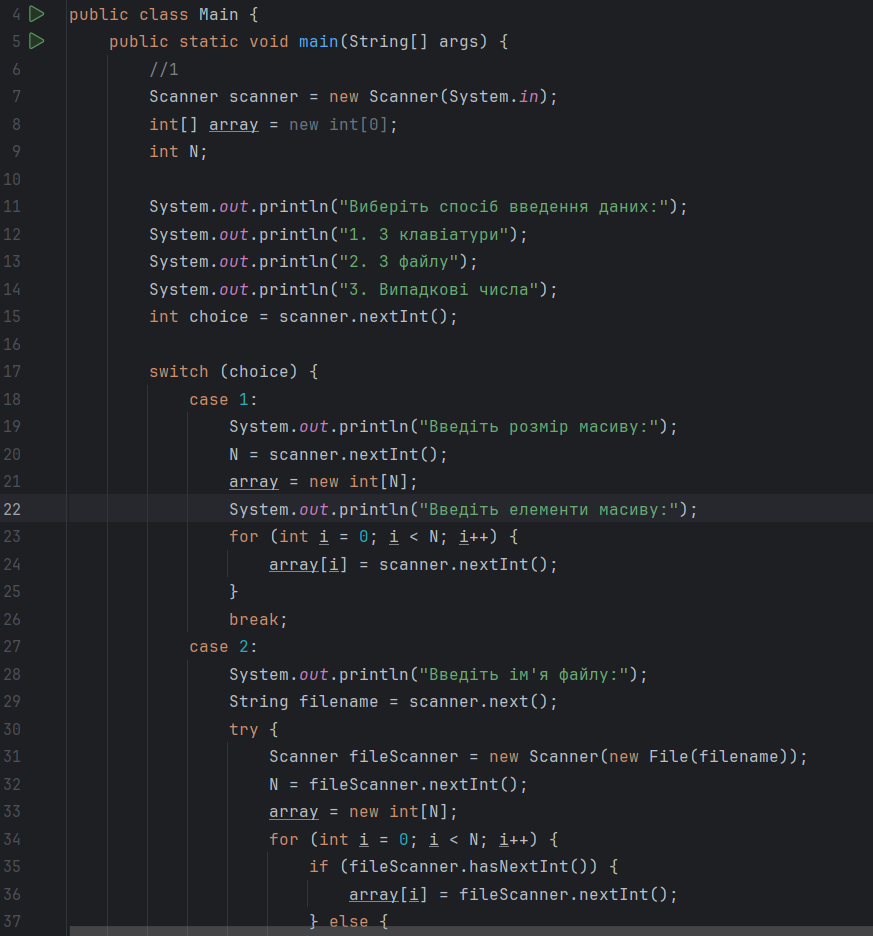 4 public class Main {
5 public static void main(String[] args) {
6 //1
7 Scanner scanner = new Scanner(System.in);
8 int[] array = new int[0];
9 int N;
10
11 System.out.println("Виберіть спосіб введення даних:");
12 System.out.println("1. З клавіатури");
13 System.out.println("2. З файлу");
14 System.out.println("3. Випадкові числа");
15 int choice = scanner.nextInt();
16
17 switch (choice) {
18 case 1:
19 System.out.println("Введіть розмір масиву:");
20 N = scanner.nextInt();
21 array = new int[N];
22 System.out.println("Введіть елементи масиву:");
23 for (int i = 0; i < N; i++) {
24 array[i] = scanner.nextInt();
25 }
26 break;
27 case 2:
28 System.out.println("Введіть ім'я файлу:");
29 String filename = scanner.next();
30 try {
31 Scanner fileScanner = new Scanner(new File(filename));
32 N = fileScanner.nextInt();
33 array = new int[N];
34 for (int i = 0; i < N; i++) {
35 if (fileScanner.hasNextInt()) {
36 array[i] = fileScanner.nextInt();
37 } else {